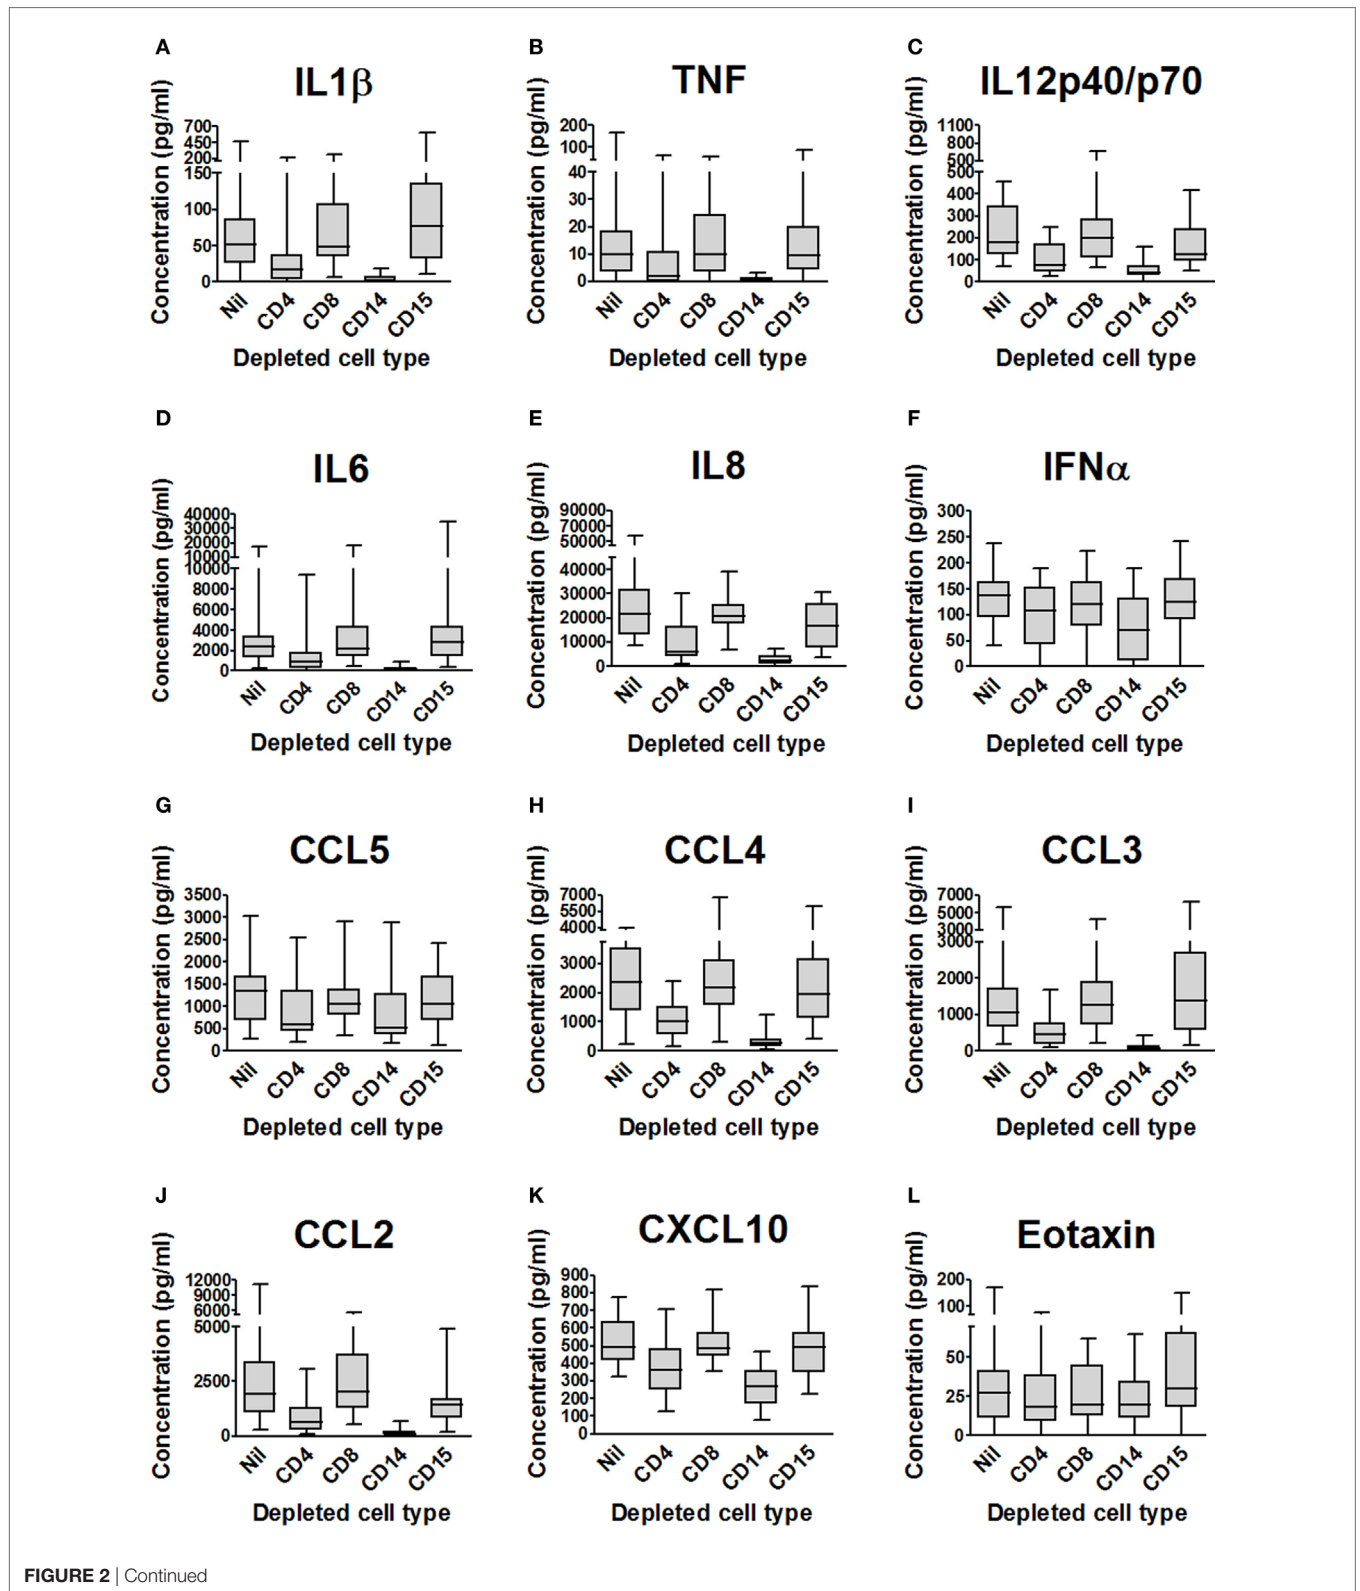 A
IL1β
Concentration (pg/ml)
700
450
200
150
100
50
0
Nil CD4 CD8 CD14 CD15
Depleted cell type
B
TNF
Concentration (pg/ml)
200
100
40
30
20
10
0
Nil CD4 CD8 CD14 CD15
Depleted cell type
C
IL12p40/p70
Concentration (pg/ml)
1100
800
500
500
400
300
200
100
0
Nil CD4 CD8 CD14 CD15
Depleted cell type
D
IL6
Concentration (pg/ml)
40000
30000
20000
10000
10000
8000
6000
4000
2000
0
Nil CD4 CD8 CD14 CD15
Depleted cell type
E
IL8
Concentration (pg/ml)
90000
70000
50000
40000
30000
20000
10000
0
Nil CD4 CD8 CD14 CD15
Depleted cell type
F
IFNα
Concentration (pg/ml)
300
250
200
150
100
50
0
Nil CD4 CD8 CD14 CD15
Depleted cell type
G
CCL5
Concentration (pg/ml)
3500
3000
2500
2000
1500
1000
500
0
Nil CD4 CD8 CD14 CD15
Depleted cell type
H
CCL4
Concentration (pg/ml)
7000
5500
4000
3000
2000
1000
0
Nil CD4 CD8 CD14 CD15
Depleted cell type
I
CCL3
Concentration (pg/ml)
7000
5000
3000
3000
2000
1000
0
Nil CD4 CD8 CD14 CD15
Depleted cell type
J
CCL2
Concentration (pg/ml)
12000
9000
6000
5000
2500
0
Nil CD4 CD8 CD14 CD15
Depleted cell type
K
CXCL10
Concentration (pg/ml)
900
800
700
600
500
400
300
200
100
0
Nil CD4 CD8 CD14 CD15
Depleted cell type
L
Eotaxin
Concentration (pg/ml)
200
100
50
25
0
Nil CD4 CD8 CD14 CD15
Depleted cell type
FIGURE 2 | Continued